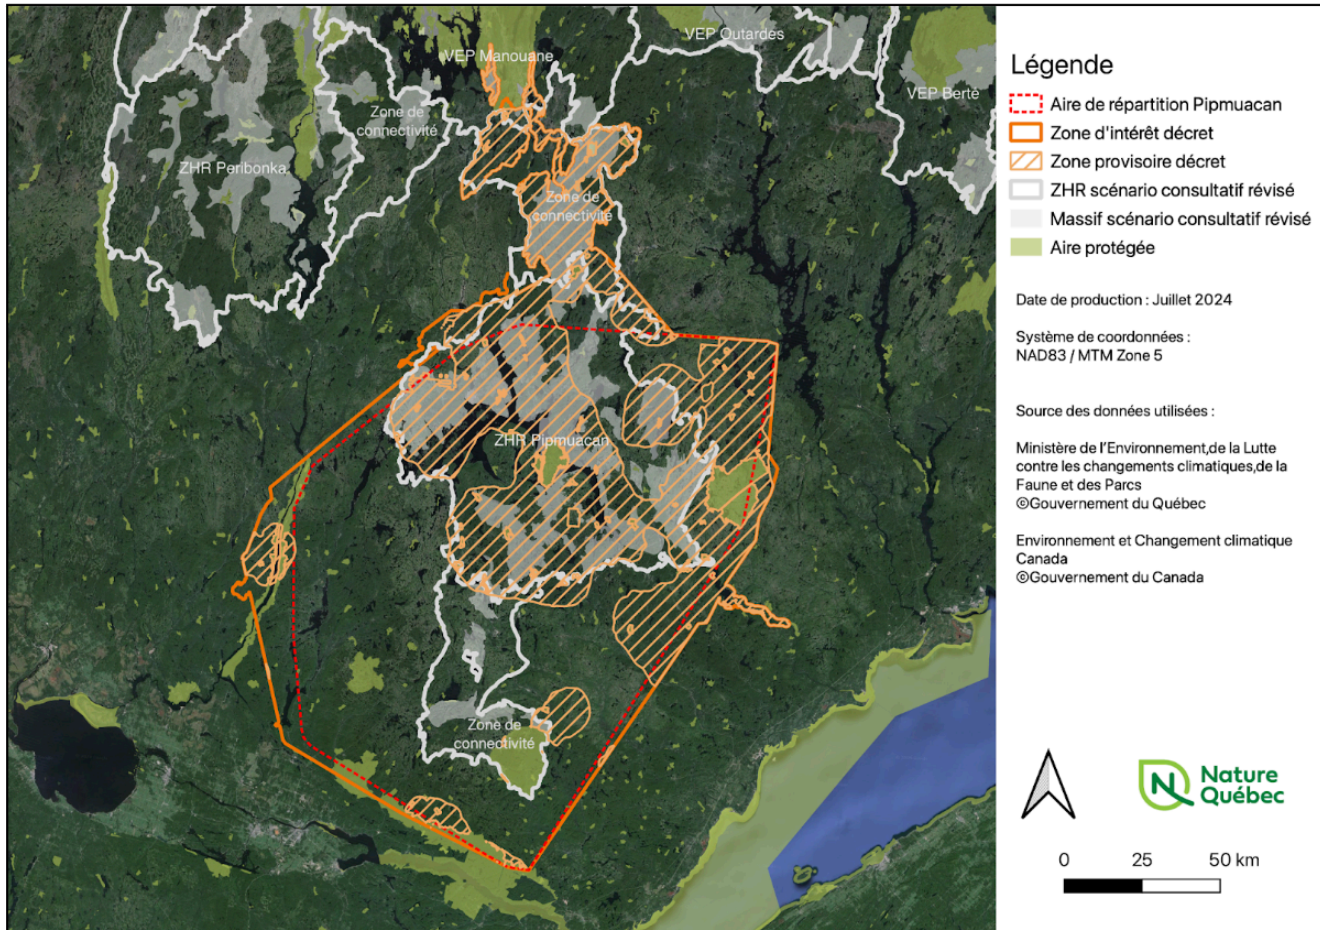 VEP Manouane
VEP Outardes
VEP Berté
Zone de
connectivité
ZHR Peribonka
Zone de
connectivité
ZHR Pipmuacan
Zone de
connectivité
Légende
Aire de répartition Pipmuacan
Zone d'intérêt décret
Zone provisoire décret
ZHR scénario consultatif révisé
Massif scénario consultatif révisé
Aire protégée
Date de production : Juillet 2024
Système de coordonnées :
NAD83 / MTM Zone 5
Source des données utilisées :
Ministère de l'Environnement,de la Lutte
contre les changements climatiques,de la
Faune et des Parcs
©Gouvernement du Québec
Environnement et Changement climatique
Canada
©Gouvernement du Canada
Nature
Québec
0 25 50 km